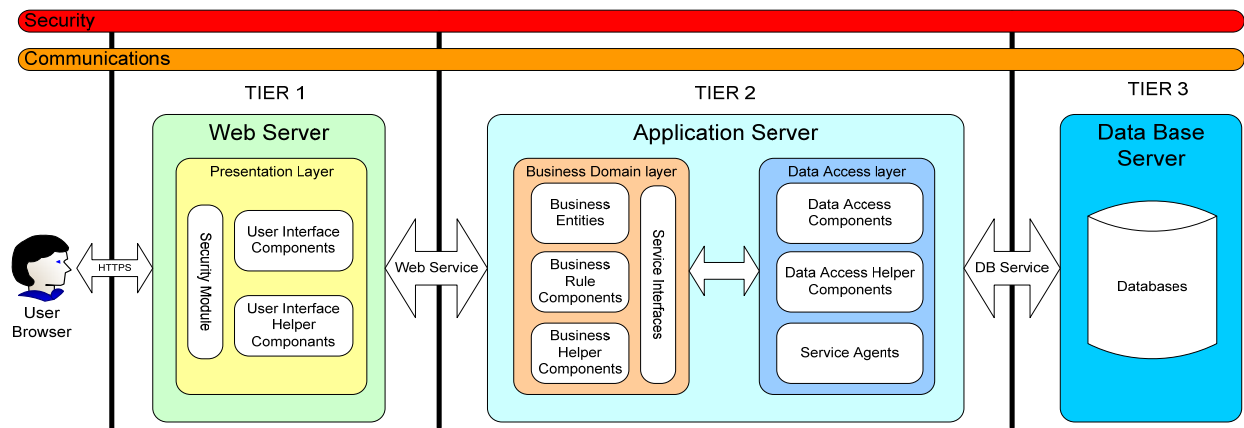 Security
Communications
TIER 1
TIER 2
TIER 3
Web Server
Presentation Layer
Security Module
User Interface
Components
User Interface
Helper
Componants
User
Browser
HTTPS
Web Service
Application Server
Business Domain layer
Business
Entities
Business
Rule
Components
Business
Helper
Components
Service Interfaces
Data Access layer
Data Access
Components
Data Access Helper
Components
Service Agents
DB Service
Data Base
Server
Databases